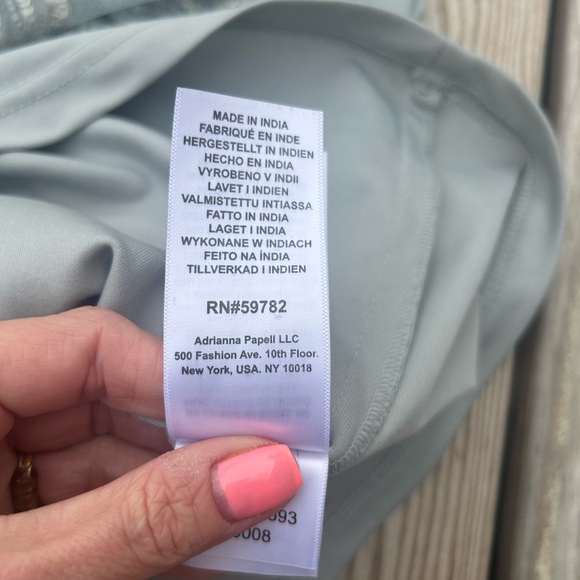 MADE IN INDIA
FABRIQUÉ EN INDE
HERGESTELLT IN INDIEN
HECHO EN INDIA
VYROBENO V INDII
LAVET I INDIEN
VALMISTETTU INTIASSA
FATTO IN INDIA
LAGET I INDIA
WYKONANE W INDIACH
FEITO NA ÍNDIA
TILLVERKAD I INDIEN
RN#59782
Adrianna Papell LLC
500 Fashion Ave. 10th Floor.
New York, USA. NY 10018